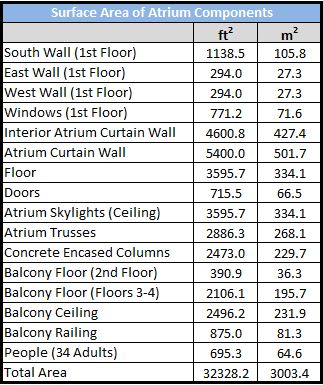 Surface Area of Atrium Components
ft² m²
South Wall (1st Floor) 1138.5 105.8
East Wall (1st Floor) 294.0 27.3
West Wall (1st Floor) 294.0 27.3
Windows (1st Floor) 771.2 71.6
Interior Atrium Curtain Wall 4600.8 427.4
Atrium Curtain Wall 5400.0 501.7
Floor 3595.7 334.1
Doors 715.5 66.5
Atrium Skylights (Ceiling) 3595.7 334.1
Atrium Trusses 2886.3 268.1
Concrete Encased Columns 2473.0 229.7
Balcony Floor (2nd Floor) 390.9 36.3
Balcony Floor (Floors 3-4) 2106.1 195.7
Balcony Ceiling 2496.2 231.9
Balcony Railing 875.0 81.3
People (34 Adults) 695.3 64.6
Total Area 32328.2 3003.4